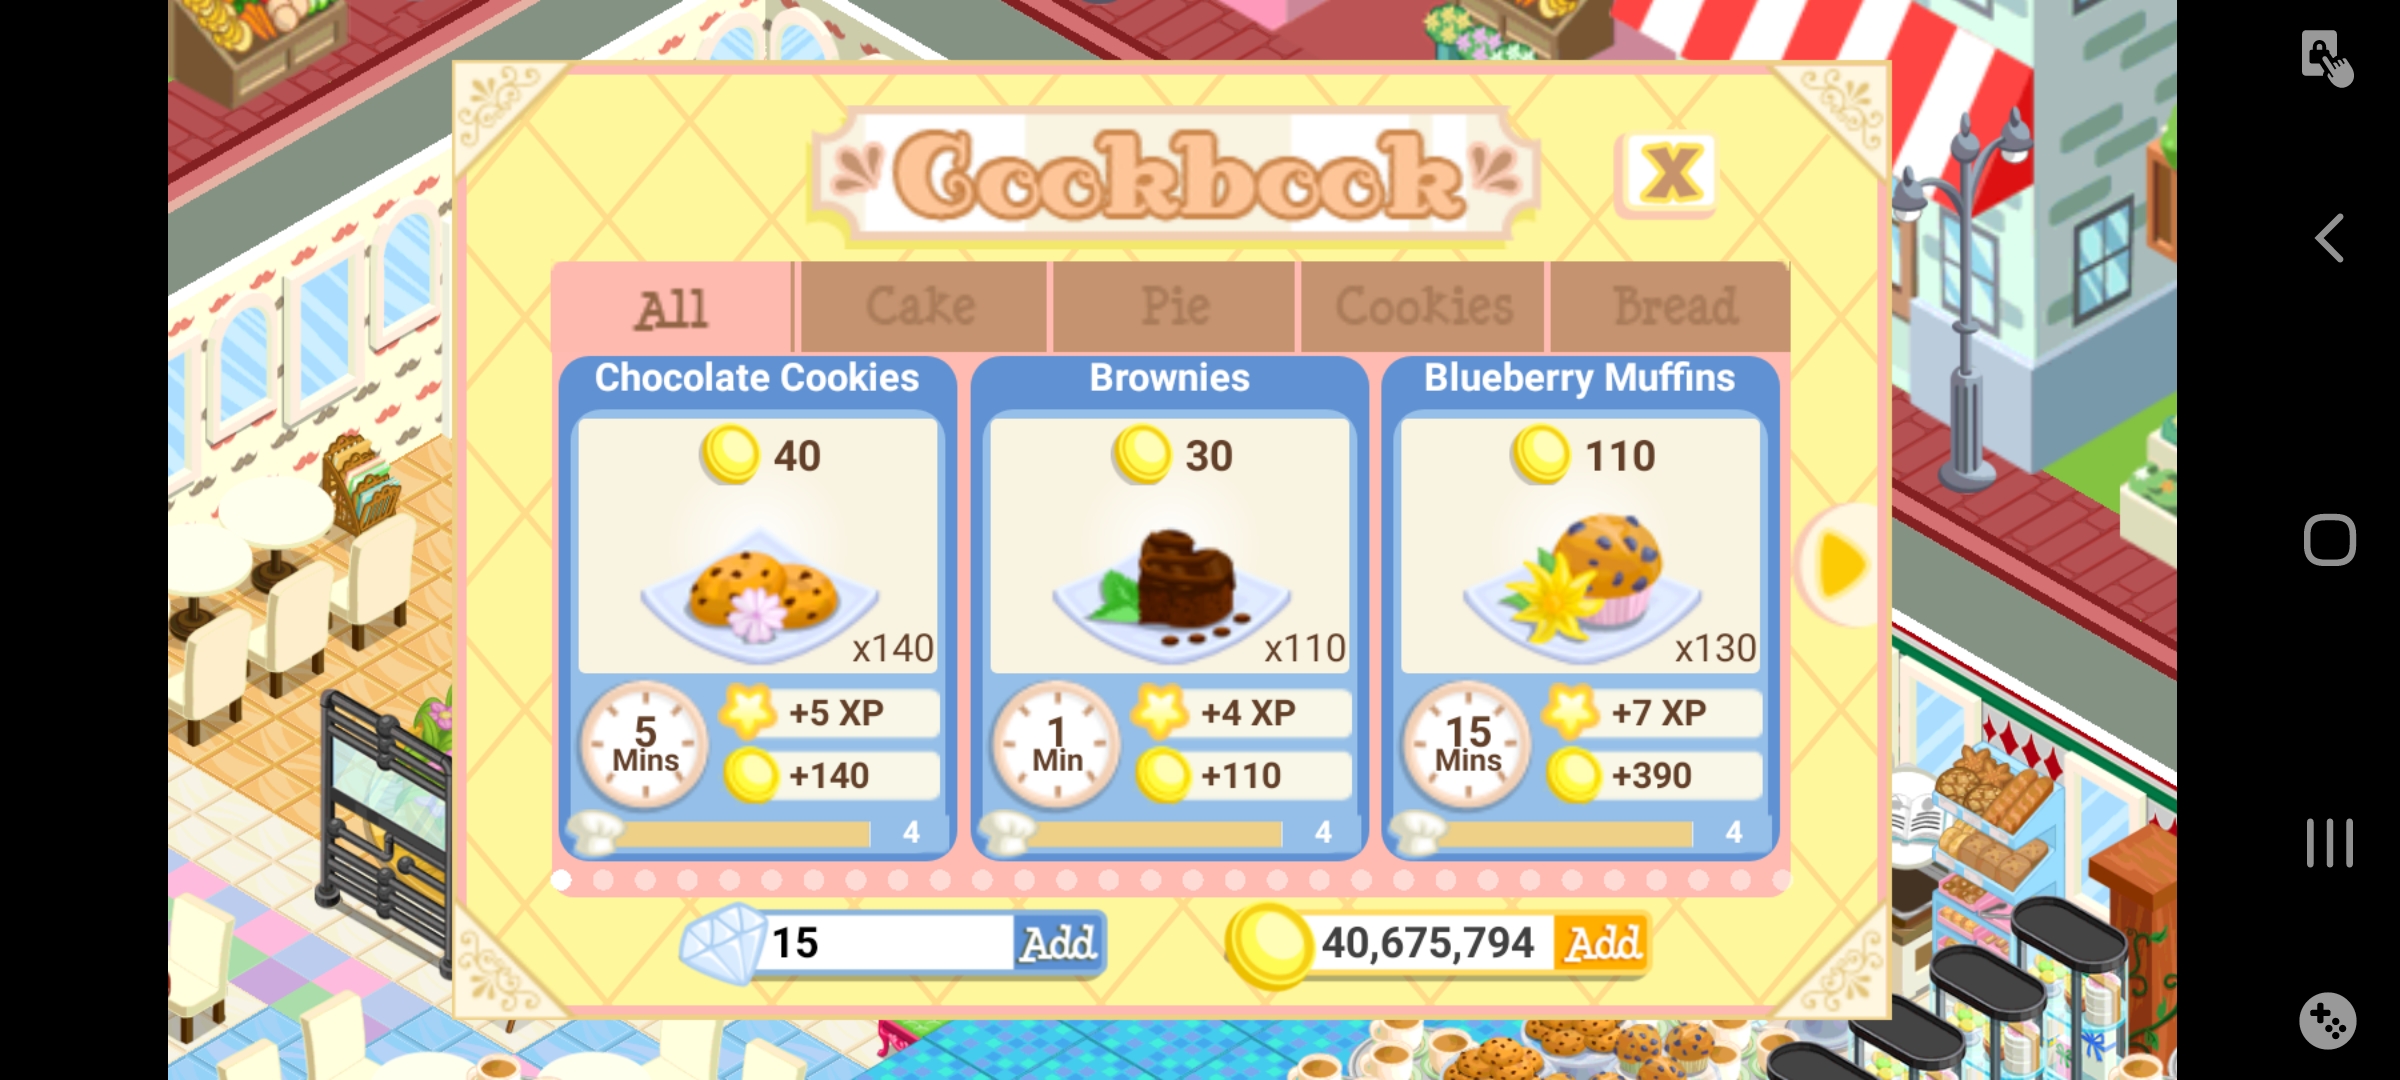 Cookbook
X
All Cake Pie Cookies Bread
Chocolate Cookies
40
x140
5
Mins
+5 XP
+140
4
Brownies
30
x110
1
Min
+4 XP
+110
4
Blueberry Muffins
110
x130
15
Mins
+7 XP
+390
4
15 Add
40,675,794 Add